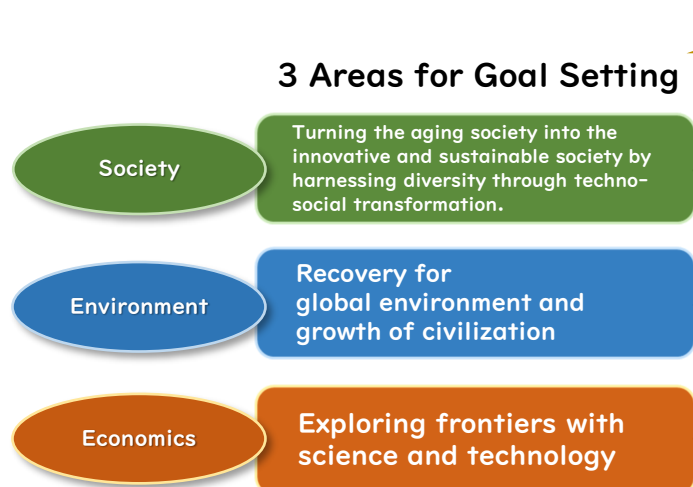 3 Areas for Goal Setting
Society
Turning the aging society into the
innovative and sustainable society by
harnessing diversity through techno-
social transformation.
Environment
Recovery for
global environment and
growth of civilization
Economics
Exploring frontiers with
science and technology